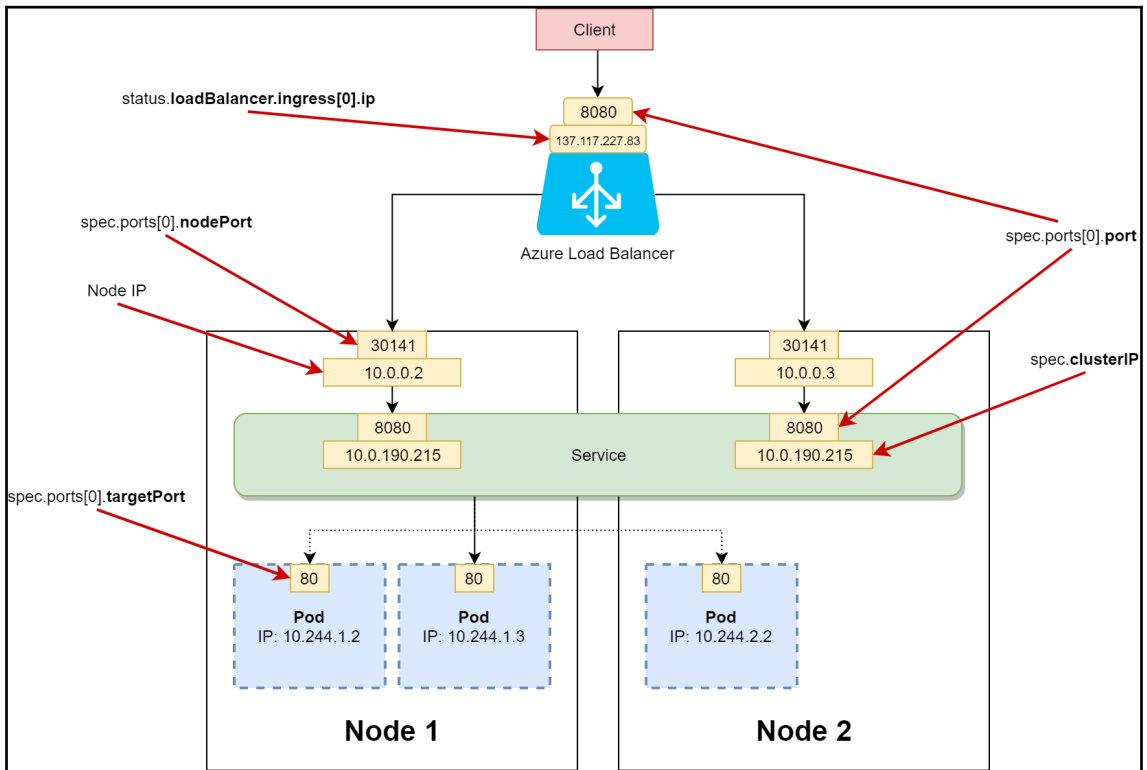 Client
status.loadBalancer.ingress[0].ip
8080
137.117.227.83
Azure Load Balancer
spec.ports[0].nodePort
spec.ports[0].port
Node IP
30141
10.0.0.2
30141
10.0.0.3
spec.clusterIP
8080
10.0.190.215
Service
8080
10.0.190.215
spec.ports[0].targetPort
80
Pod
IP: 10.244.1.2
80
Pod
IP: 10.244.1.3
80
Pod
IP: 10.244.2.2
Node 1
Node 2